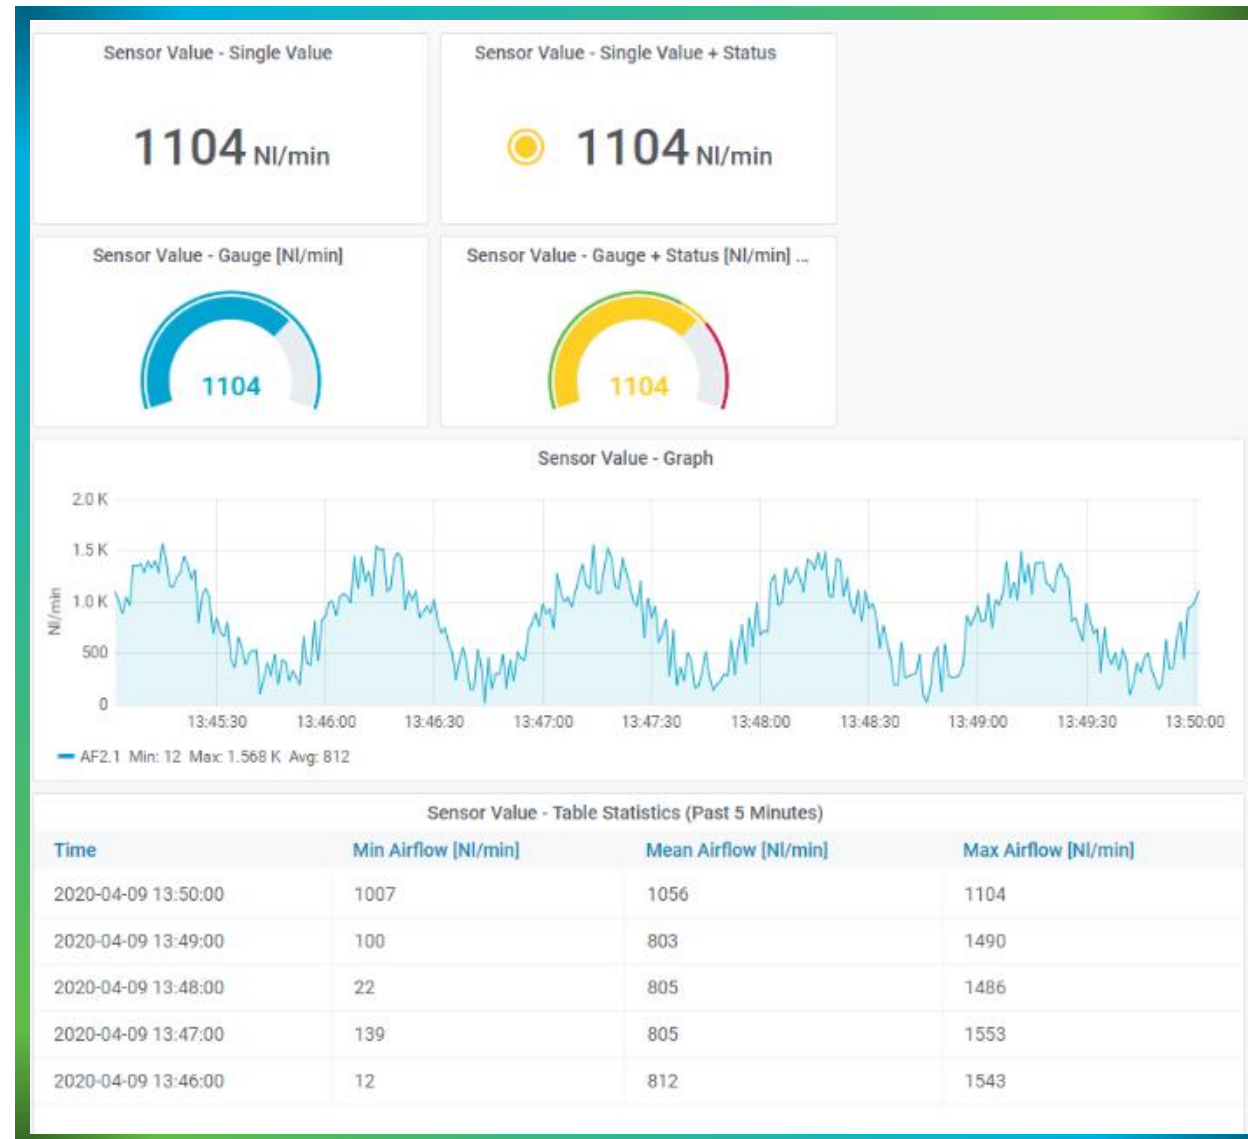 Sensor Value - Single Value
Sensor Value - Single Value + Status
1104 Nl/min
1104 Nl/min
Sensor Value - Gauge [Nl/min]
Sensor Value - Gauge + Status [Nl/min] ...
1104
1104
Sensor Value - Graph
2.0 K
1.5 K
1.0 K
500
0
Nl/min
13:45:30 13:46:00 13:46:30 13:47:00 13:47:30 13:48:00 13:48:30 13:49:00 13:49:30 13:50:00
AF2.1 Min: 12 Max: 1.568 K Avg: 812
Sensor Value - Table Statistics (Past 5 Minutes)
Time Min Airflow [Nl/min] Mean Airflow [Nl/min] Max Airflow [Nl/min]
2020-04-09 13:50:00 1007 1056 1104
2020-04-09 13:49:00 100 803 1490
2020-04-09 13:48:00 22 805 1486
2020-04-09 13:47:00 139 805 1553
2020-04-09 13:46:00 12 812 1543